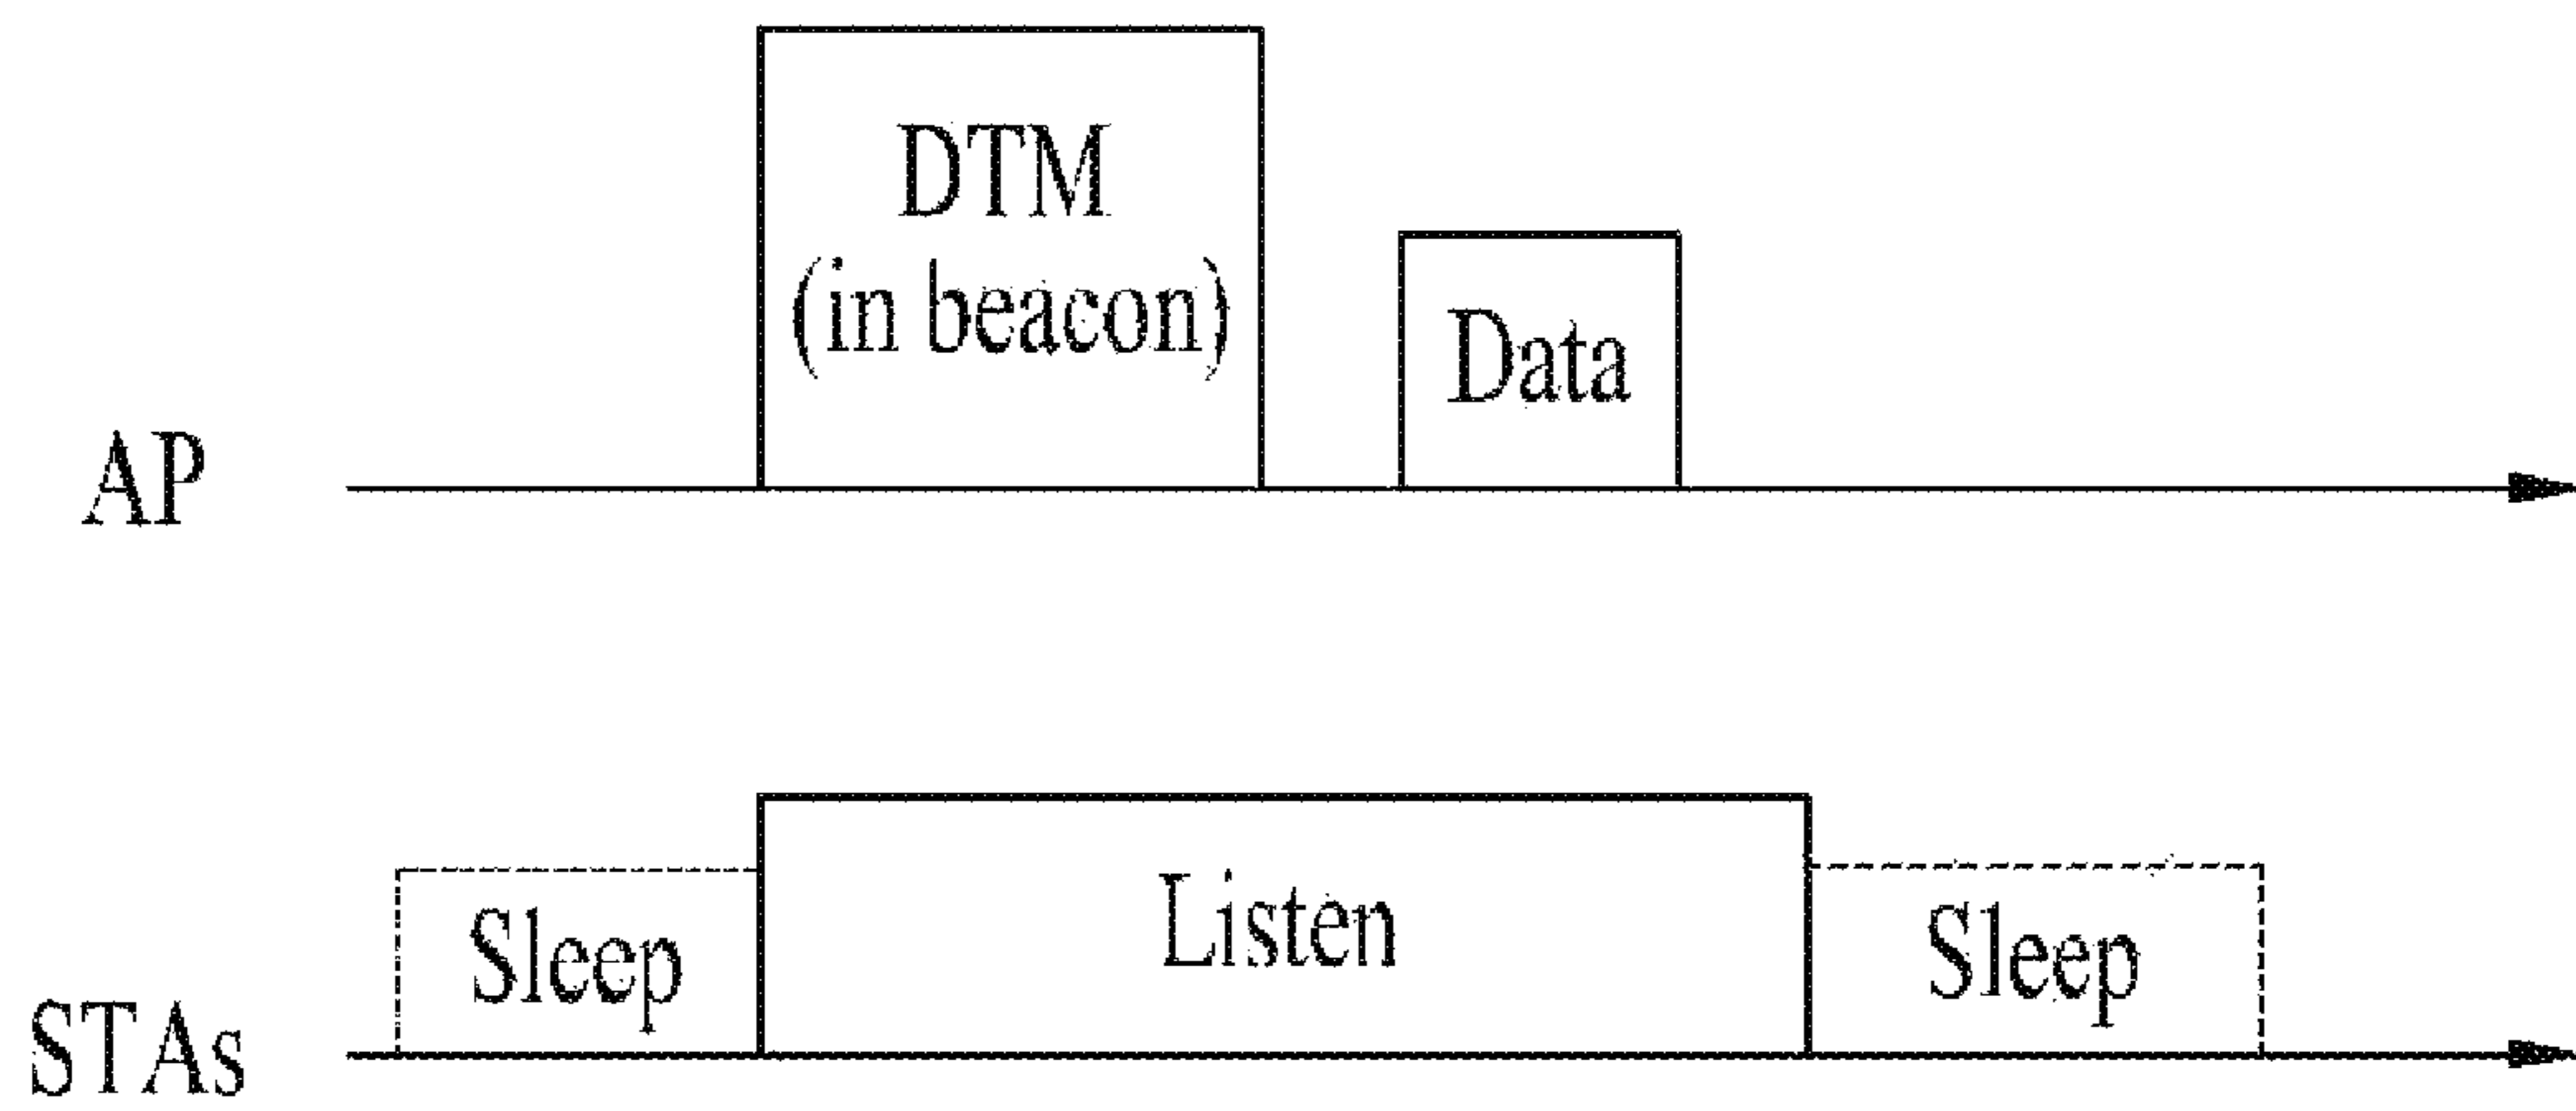 DTM
(in beacon)
Data
AP
Sleep
Listen
Sleep
STAs